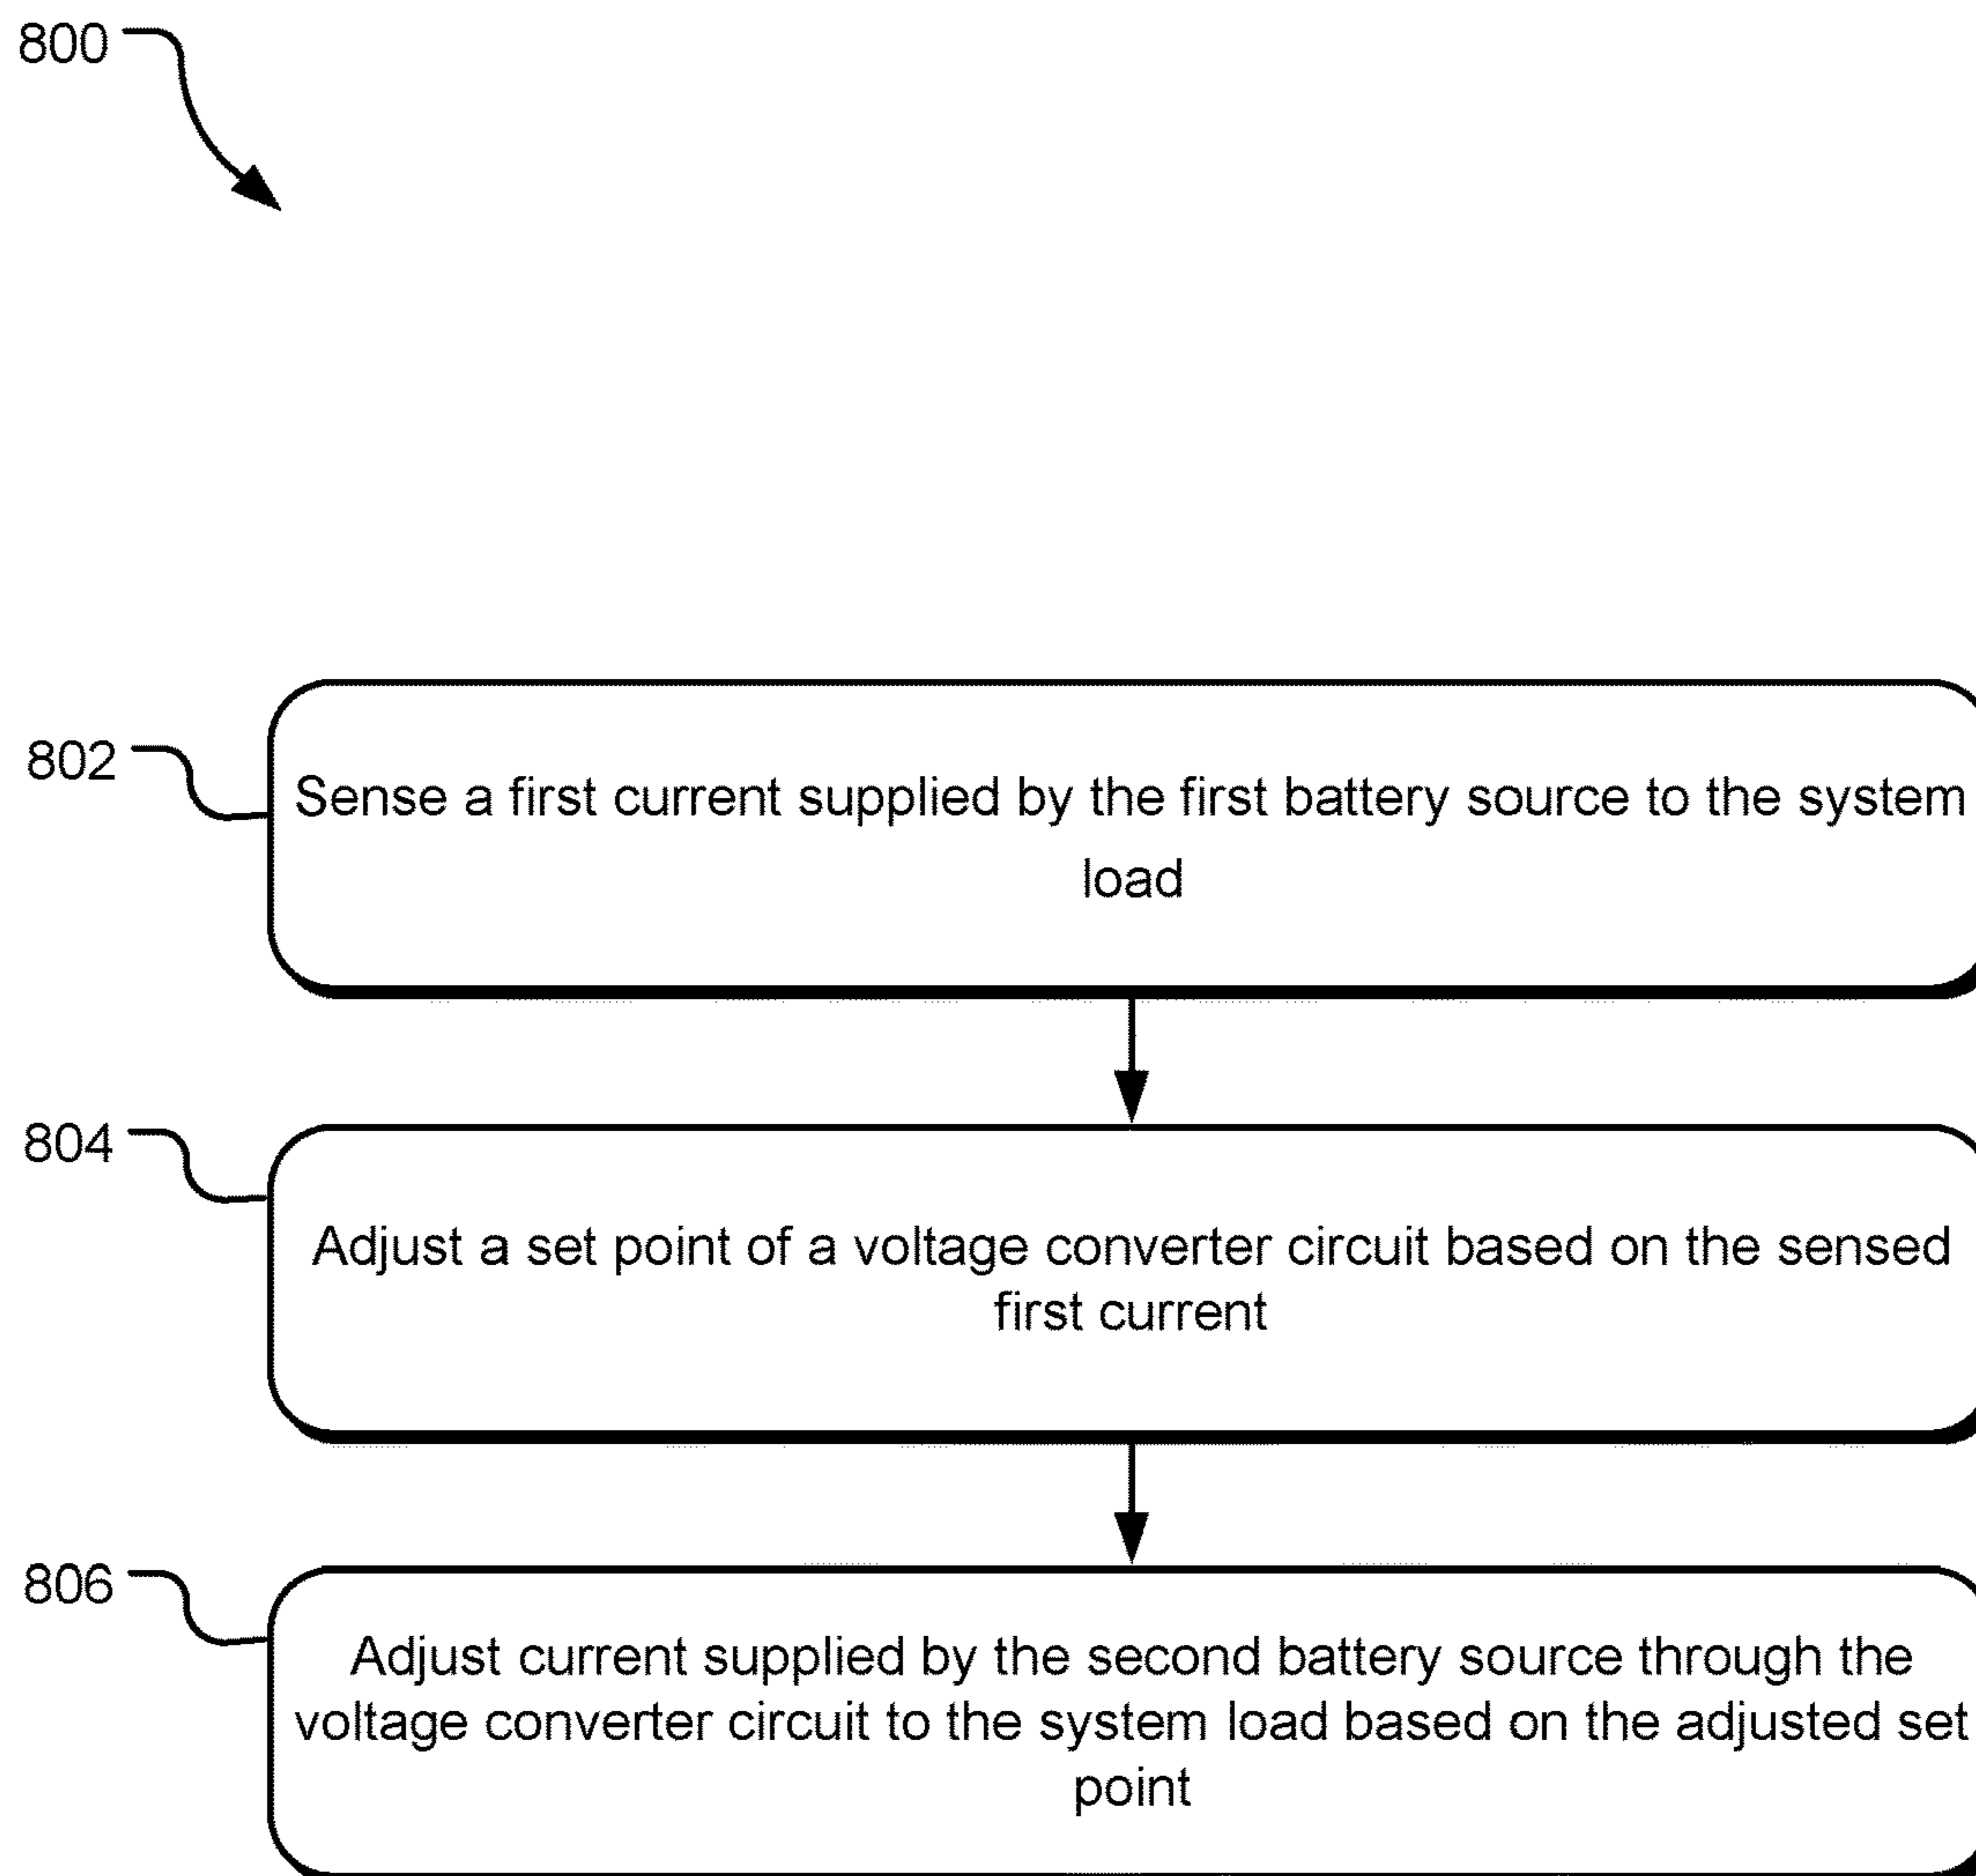 800
802
Sense a first current supplied by the first battery source to the system
load
804
Adjust a set point of a voltage converter circuit based on the sensed
first current
806
Adjust current supplied by the second battery source through the
voltage converter circuit to the system load based on the adjusted set
point